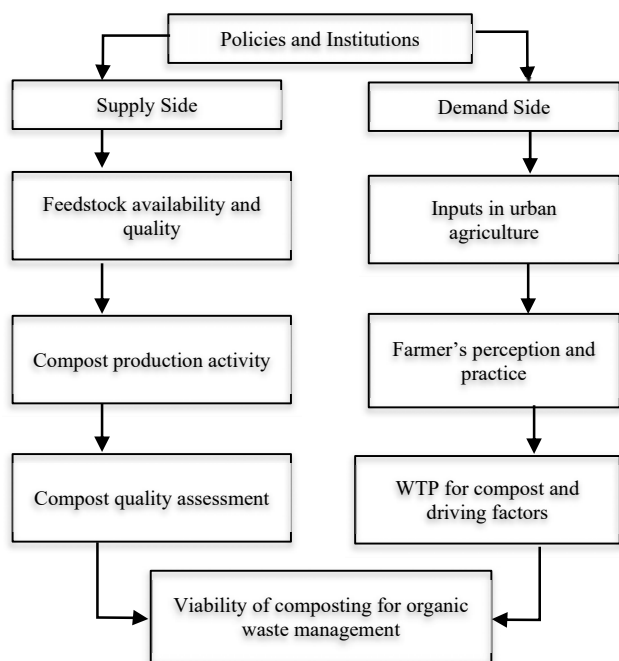 Policies and Institutions
Supply Side
Demand Side
Feedstock availability and
quality
Inputs in urban
agriculture
Compost production activity
Farmer’s perception and
practice
Compost quality assessment
WTP for compost and
driving factors
Viability of composting for organic
waste management